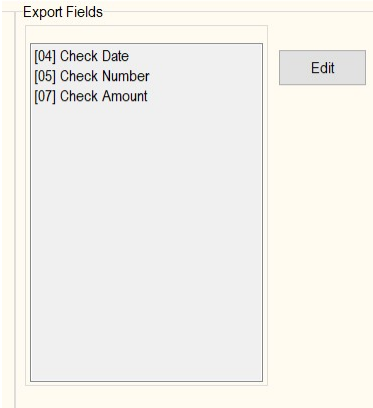 Export Fields
[04] Check Date
[05] Check Number
[07] Check Amount
Edit